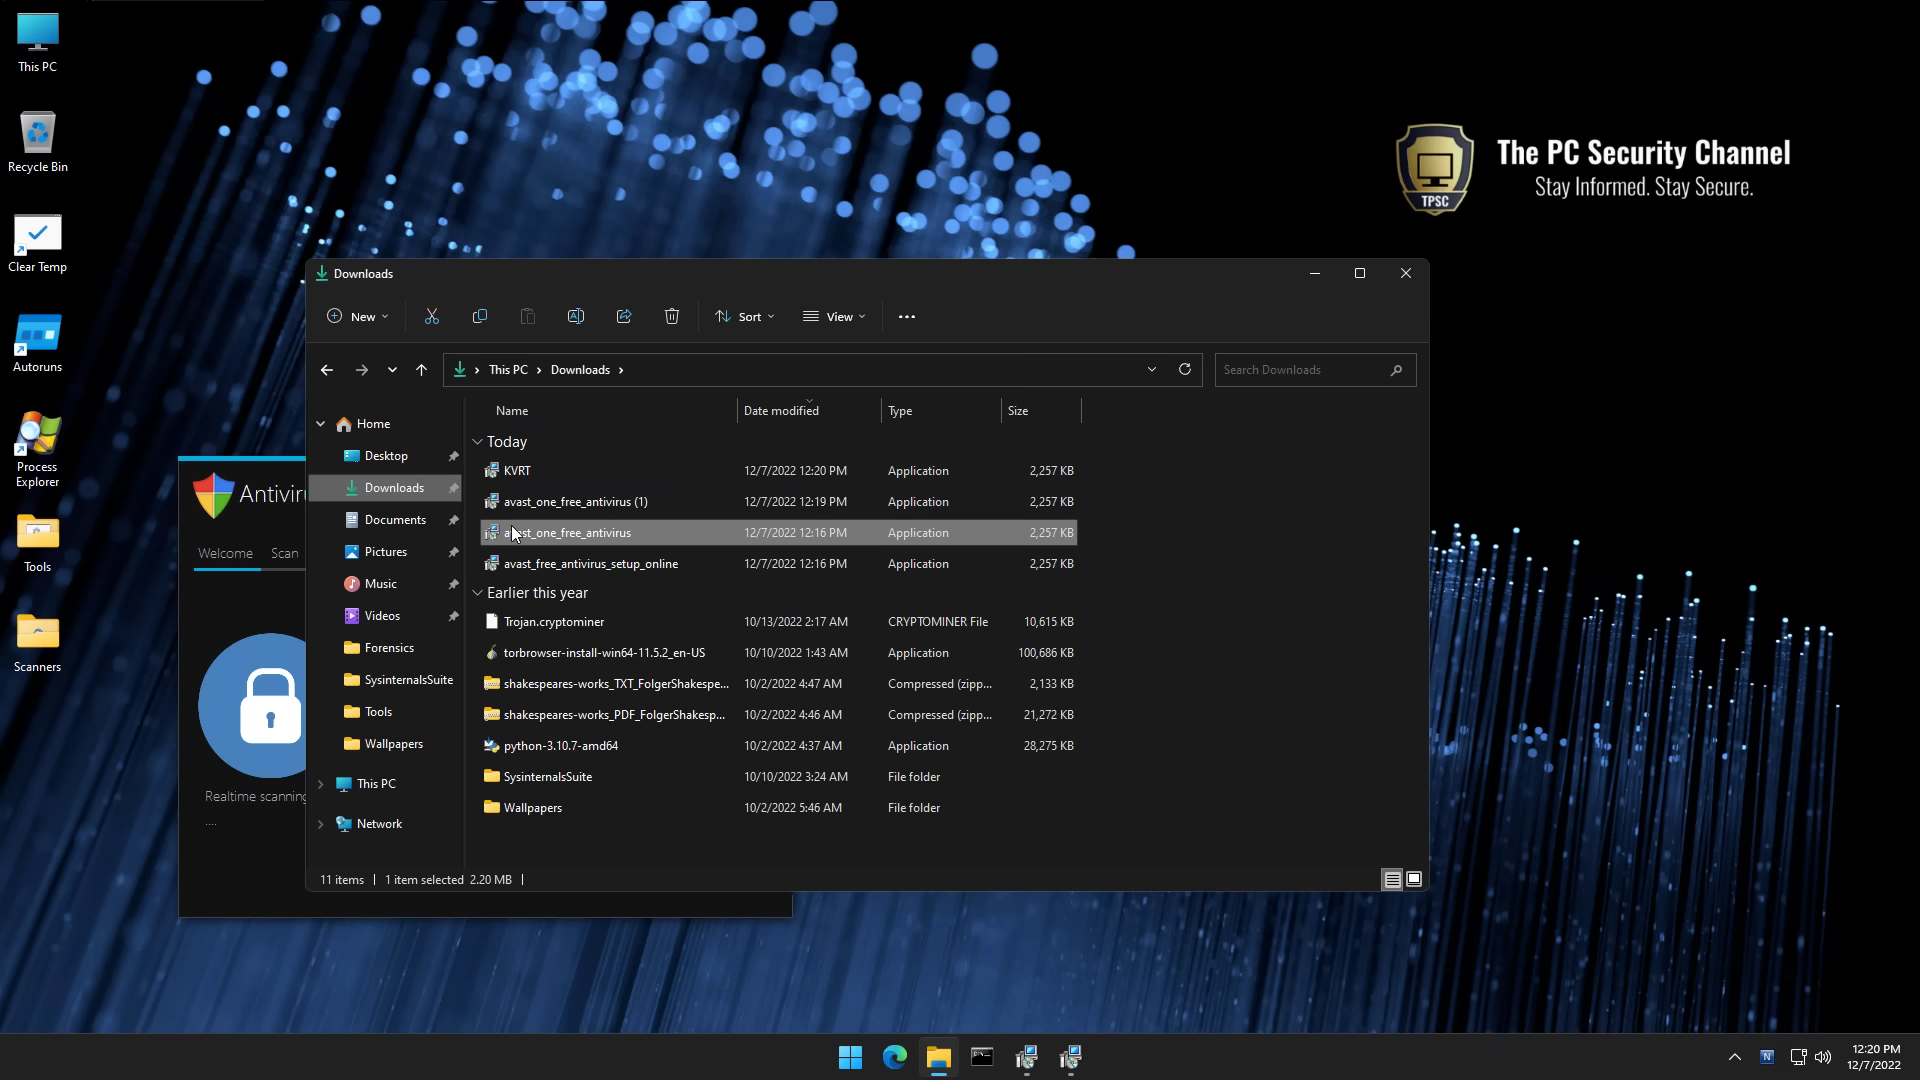 This PC
Recycle Bin
Clear Temp
Autoruns
Process
Explorer
Tools
Scanners
The PC Security Channel
Stay Informed. Stay Secure.
TPSC
Downloads
New
Sort
View
This PC > Downloads >
Search Downloads
Name Date modified Type Size
Home
Desktop
Downloads
Documents
Pictures
Music
Videos
Forensics
SysinternalsSuite
Tools
Wallpapers
This PC
Network
Today
KVRT 12/7/2022 12:20 PM Application 2,257 KB
avast_one_free_antivirus (1) 12/7/2022 12:19 PM Application 2,257 KB
avast_one_free_antivirus 12/7/2022 12:16 PM Application 2,257 KB
avast_free_antivirus_setup_online 12/7/2022 12:16 PM Application 2,257 KB
Earlier this year
Trojan.cryptominer 10/13/2022 2:17 AM CRYPTOMINER File 10,615 KB
torbrowser-install-win64-11.5.2_en-US 10/10/2022 1:43 AM Application 100,686 KB
shakespeares-works_TXT_FolgerShakespe... 10/2/2022 4:47 AM Compressed (zipp... 2,133 KB
shakespeares-works_PDF_FolgerShakesp... 10/2/2022 4:46 AM Compressed (zipp... 21,272 KB
python-3.10.7-amd64 10/2/2022 4:37 AM Application 28,275 KB
SysinternalsSuite 10/10/2022 3:24 AM File folder
Wallpapers 10/2/2022 5:46 AM File folder
11 items 1 item selected 2.20 MB
Welcome Scan
Realtime scanning
....
N
12:20 PM
12/7/2022